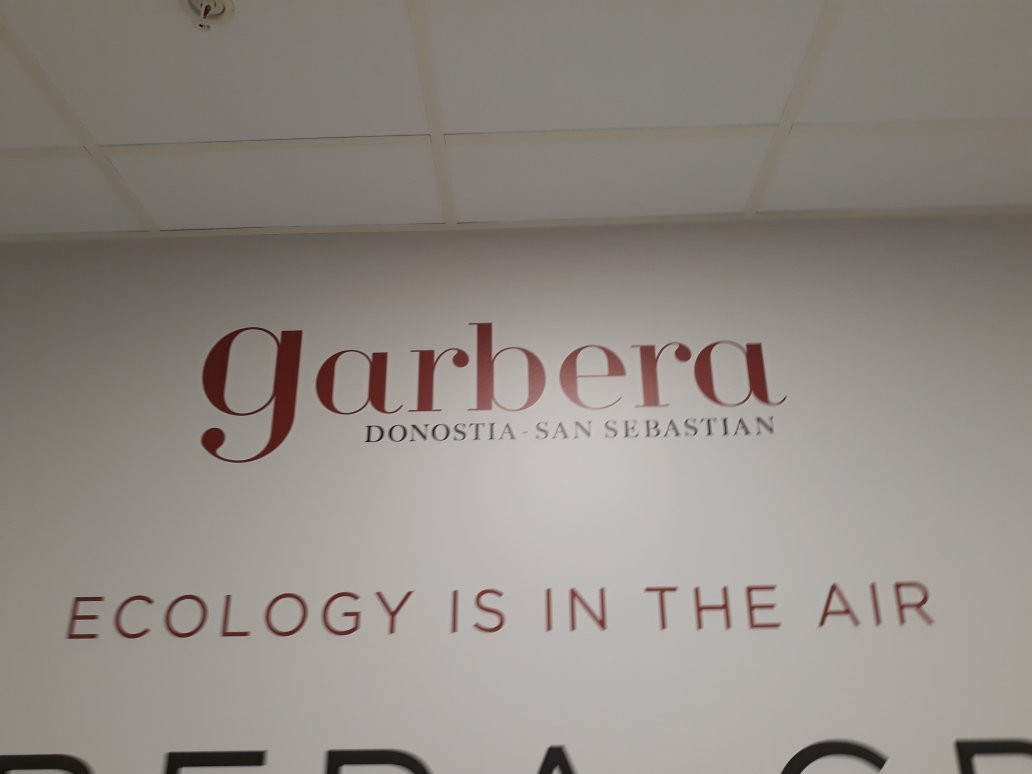 garbera
DONOSTIA-SAN SEBASTIAN
ECOLOGY IS IN THE AIR